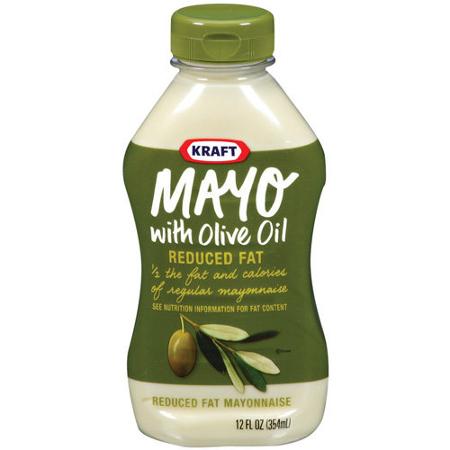 KRAFT
MAYO
with Olive Oil
REDUCED FAT
½ the fat and calories
of regular mayonnaise
SEE NUTRITION INFORMATION FOR FAT CONTENT
REDUCED FAT MAYONNAISE
12 FL OZ (354mL)